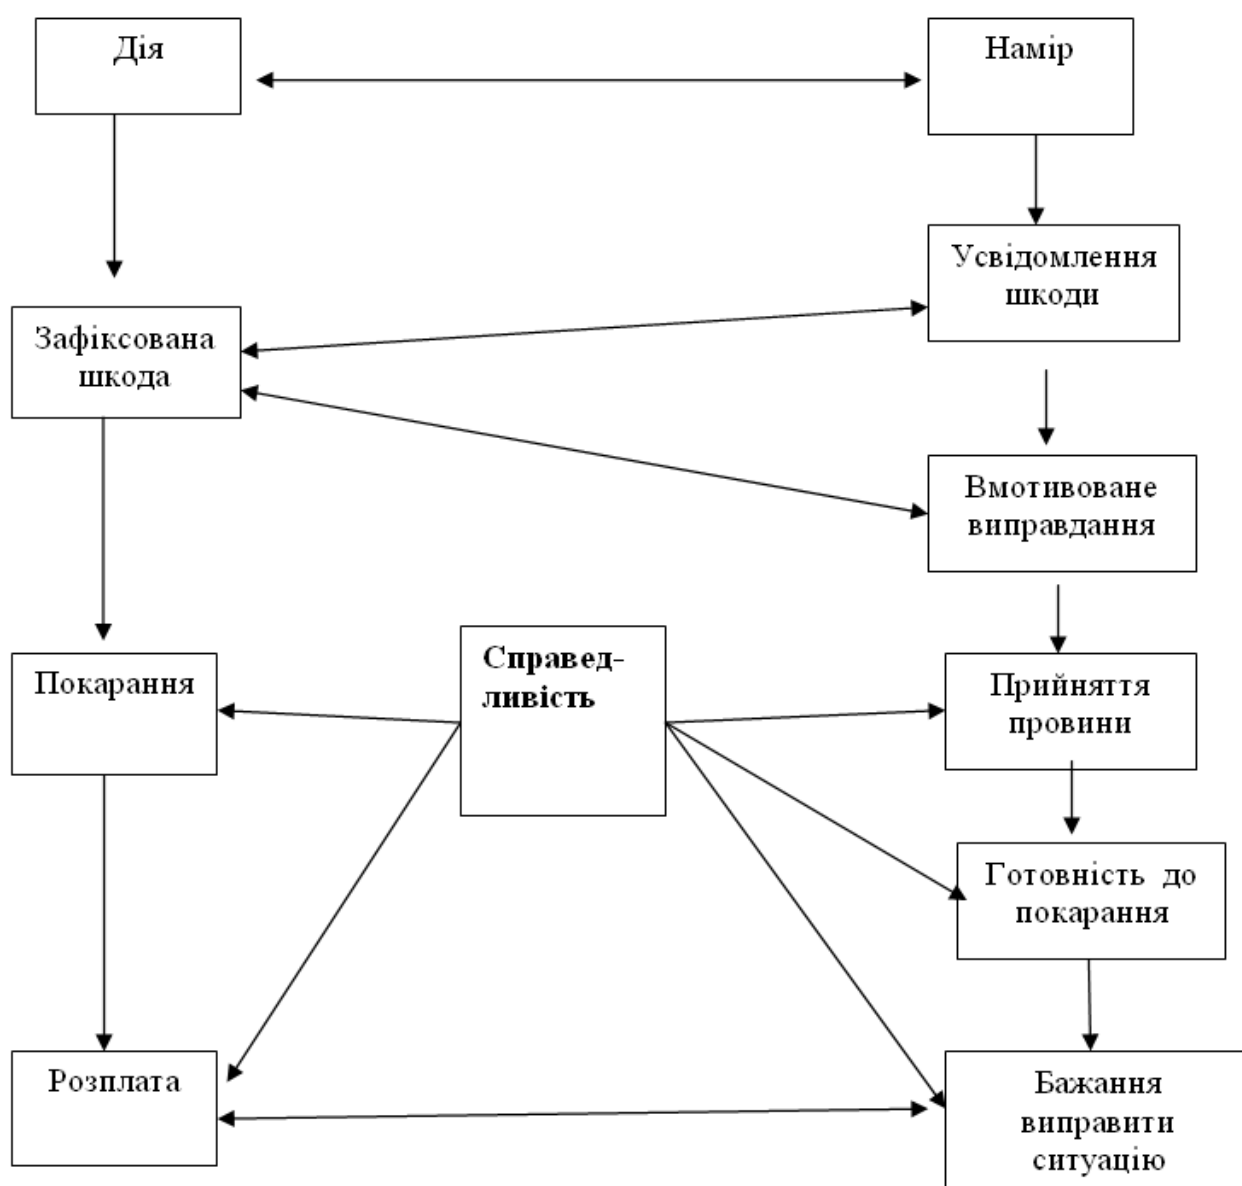 Дія
Намір
Усвідомлення
шкоди
Зафіксована
шкода
Вмотивоване
виправдання
Справед-
ливість
Покарання
Прийняття
провини
Готовність до
покарання
Розплата
Бажання
виправити
ситуацію